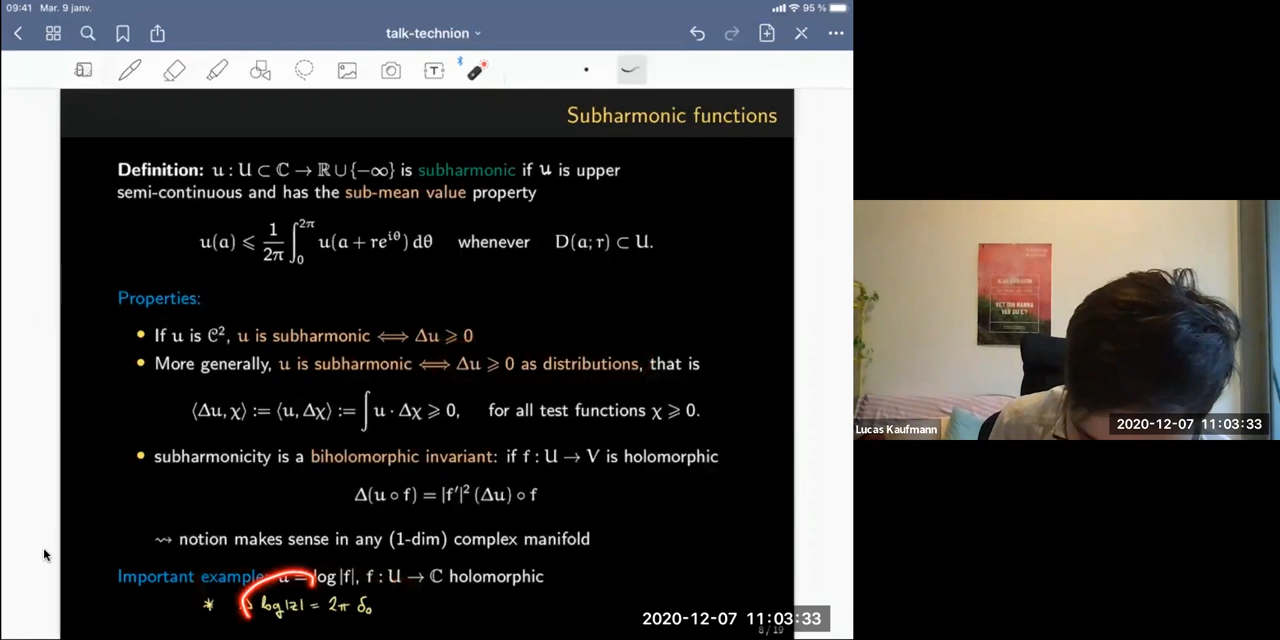 09:41 Mar. 9 janv.
95 %
talk-technion
T
Subharmonic functions
Definition: u : U ⊂ ℂ → ℝ ∪ {−∞} is subharmonic if u is upper
semi-continuous and has the sub-mean value property
u(a) ⩽ 1/2π ∫₀^{2π} u(a + re^{iθ}) dθ whenever D(a; r) ⊂ U.
Properties:
• If u is 𝒞², u is subharmonic ⟺ Δu ⩾ 0
• More generally, u is subharmonic ⟺ Δu ⩾ 0 as distributions, that is
⟨Δu, χ⟩ := ⟨u, Δχ⟩ := ∫ u · Δχ ⩾ 0, for all test functions χ ⩾ 0.
• subharmonicity is a biholomorphic invariant: if f : U → V is holomorphic
Δ(u ∘ f) = |f′|² (Δu) ∘ f
⇝ notion makes sense in any (1-dim) complex manifold
Important example: u = log|f|, f : U → ℂ holomorphic
* Δ log|z| = 2π δ₀
8 / 19
2020-12-07 11:03:33
Lucas Kaufmann
2020-12-07 11:03:33